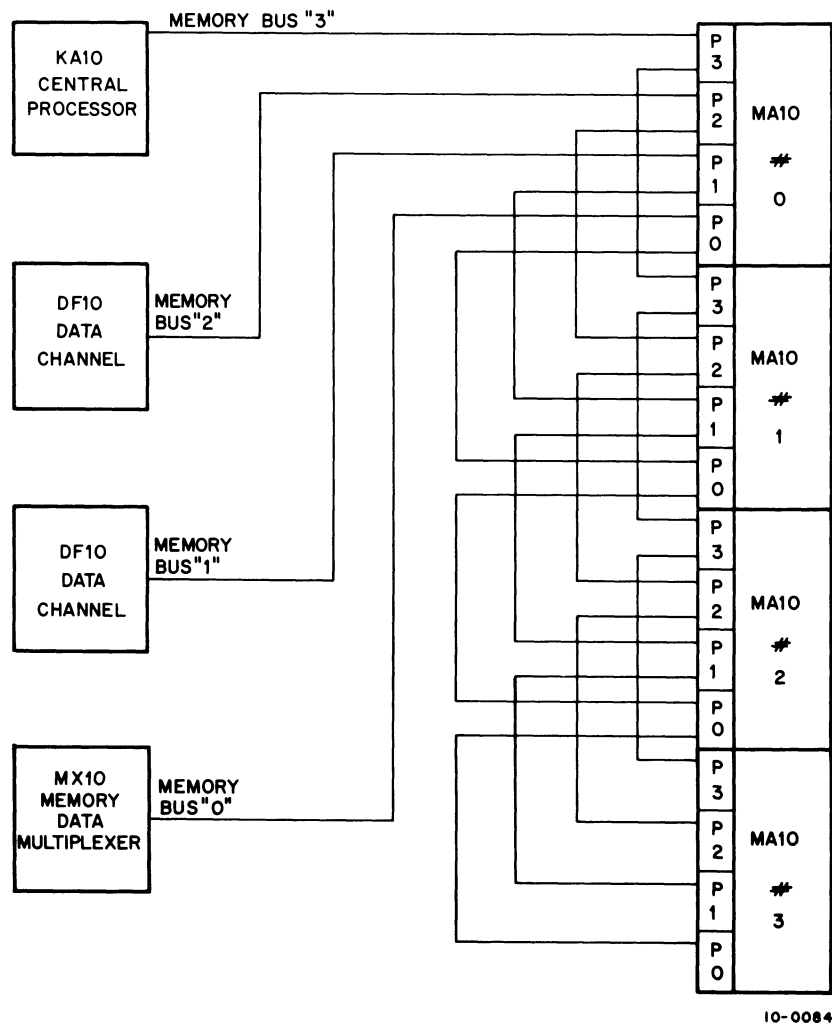 MEMORY BUS "3"
KA10
CENTRAL
PROCESSOR
DF10
DATA
CHANNEL
MEMORY
BUS"2"
DF10
DATA
CHANNEL
MEMORY
BUS"1"
MX10
MEMORY
DATA
MULTIPLEXER
MEMORY
BUS"0"
P
3
P
2
P
1
P
0
MA10
#
0
P
3
P
2
P
1
P
0
MA10
#
1
P
3
P
2
P
1
P
0
MA10
#
2
P
3
P
2
P
1
P
0
MA10
#
3
10-0084